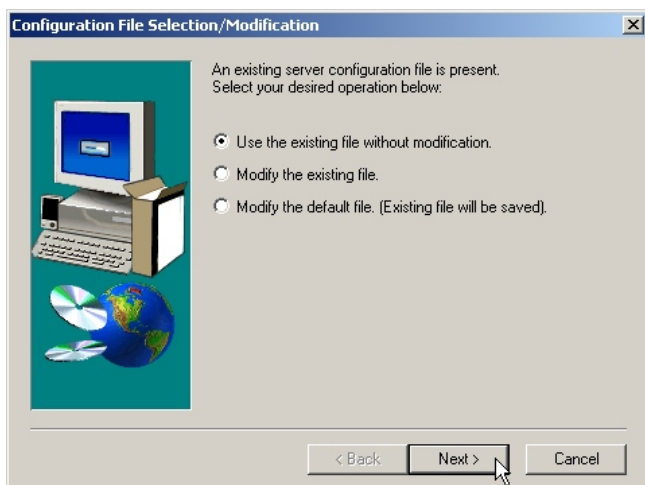 Configuration File Selection/Modification
An existing server configuration file is present.
Select your desired operation below:
Use the existing file without modification.
Modify the existing file.
Modify the default file. (Existing file will be saved).
< Back
Next >
Cancel